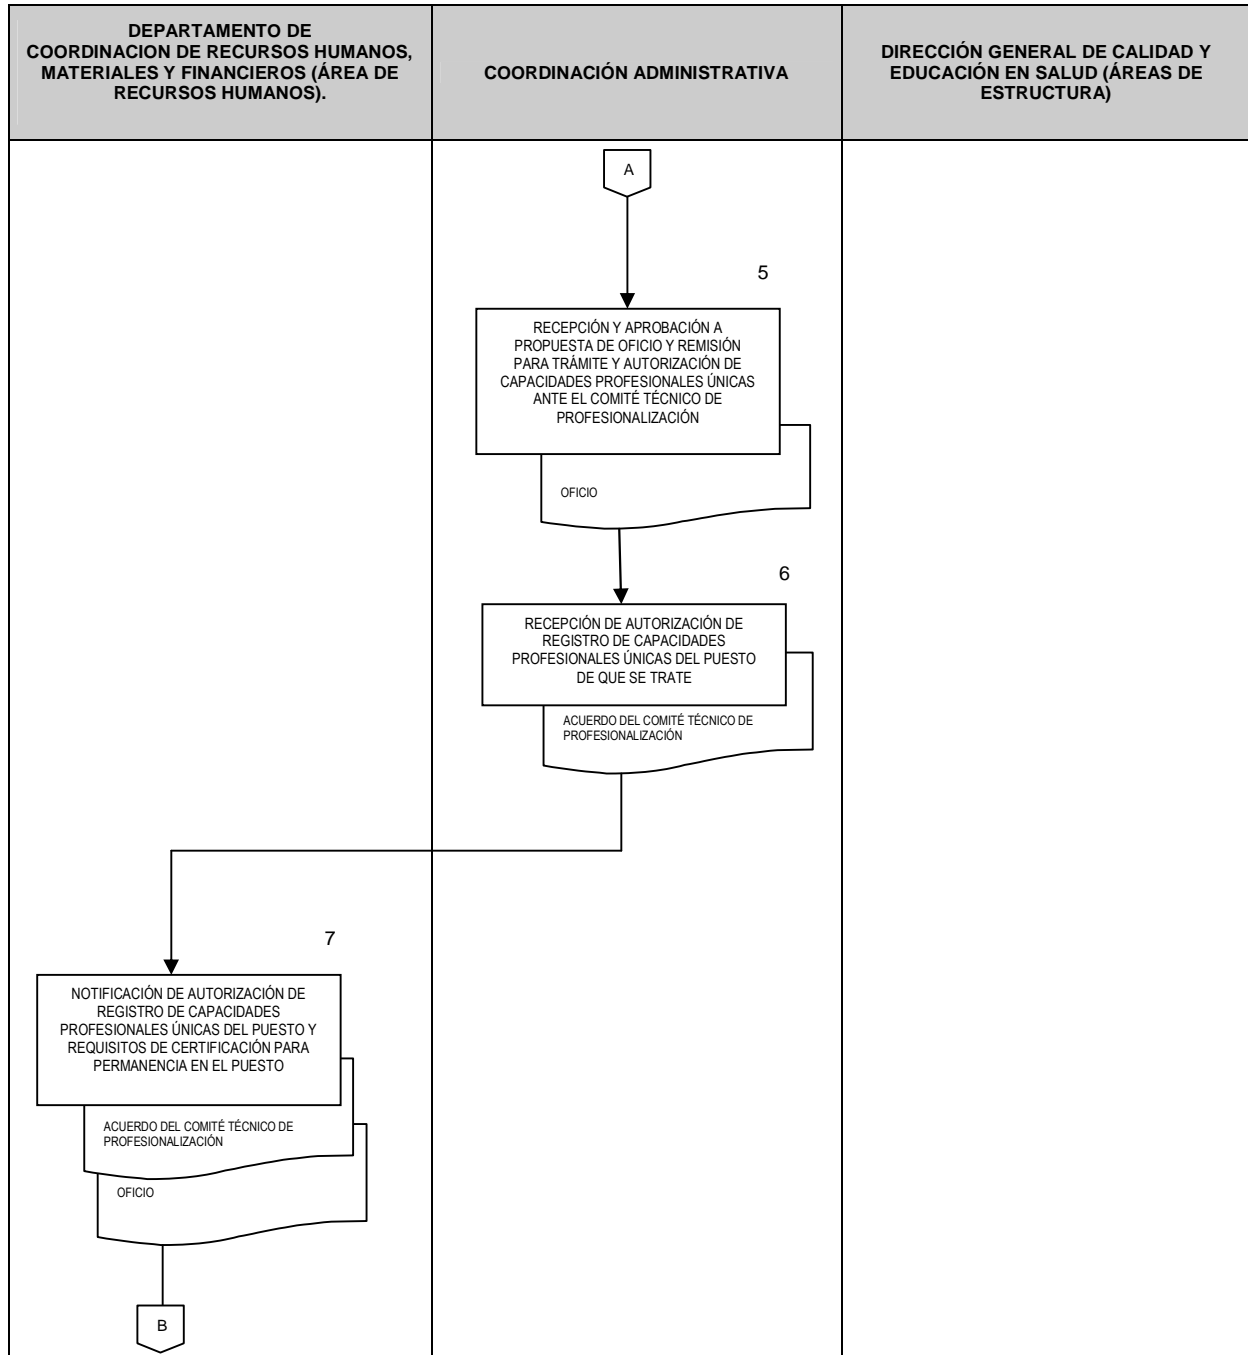 DEPARTAMENTO DE
COORDINACION DE RECURSOS HUMANOS,
MATERIALES Y FINANCIEROS (ÁREA DE
RECURSOS HUMANOS).
COORDINACIÓN ADMINISTRATIVA
DIRECCIÓN GENERAL DE CALIDAD Y
EDUCACIÓN EN SALUD (ÁREAS DE
ESTRUCTURA)
A
5
RECEPCIÓN Y APROBACIÓN A
PROPUESTA DE OFICIO Y REMISIÓN
PARA TRÁMITE Y AUTORIZACIÓN DE
CAPACIDADES PROFESIONALES ÚNICAS
ANTE EL COMITÉ TÉCNICO DE
PROFESIONALIZACIÓN
OFICIO
6
RECEPCIÓN DE AUTORIZACIÓN DE
REGISTRO DE CAPACIDADES
PROFESIONALES ÚNICAS DEL PUESTO
DE QUE SE TRATE
ACUERDO DEL COMITÉ TÉCNICO DE
PROFESIONALIZACIÓN
7
NOTIFICACIÓN DE AUTORIZACIÓN DE
REGISTRO DE CAPACIDADES
PROFESIONALES ÚNICAS DEL PUESTO Y
REQUISITOS DE CERTIFICACIÓN PARA
PERMANENCIA EN EL PUESTO
ACUERDO DEL COMITÉ TÉCNICO DE
PROFESIONALIZACIÓN
OFICIO
B